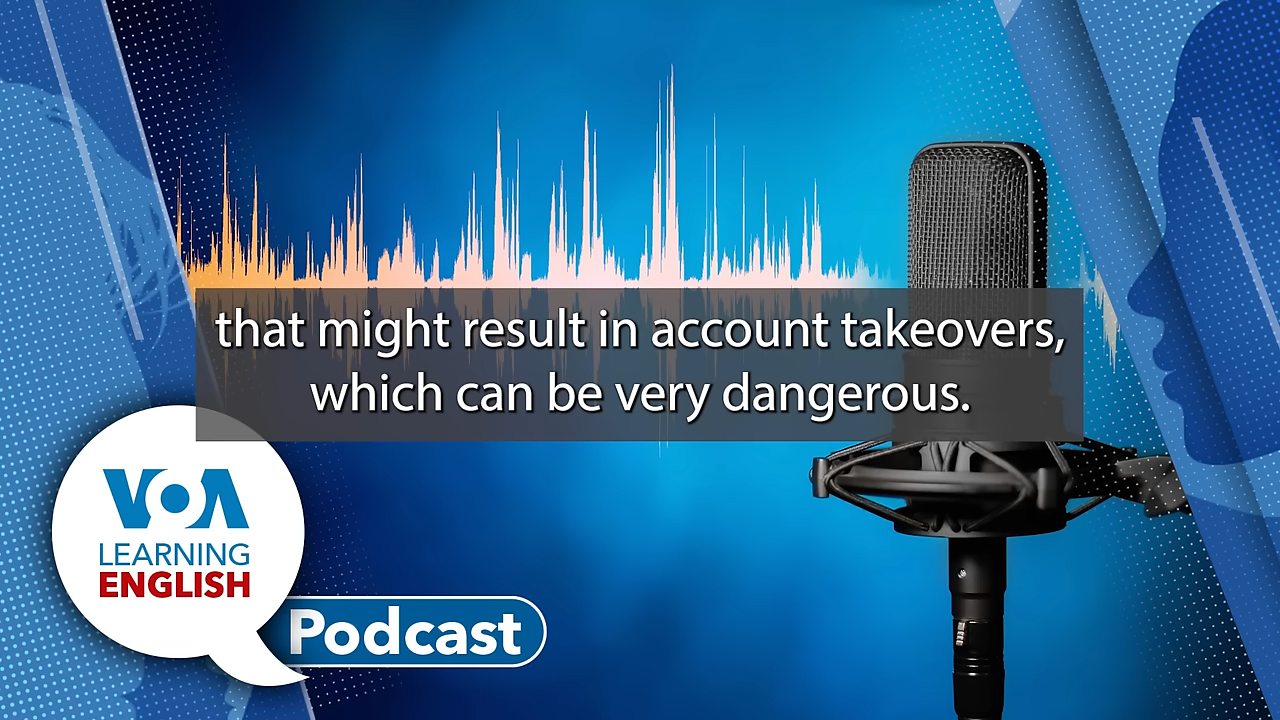 that might result in account takeovers,
which can be very dangerous.
VOA
LEARNING
ENGLISH
Podcast